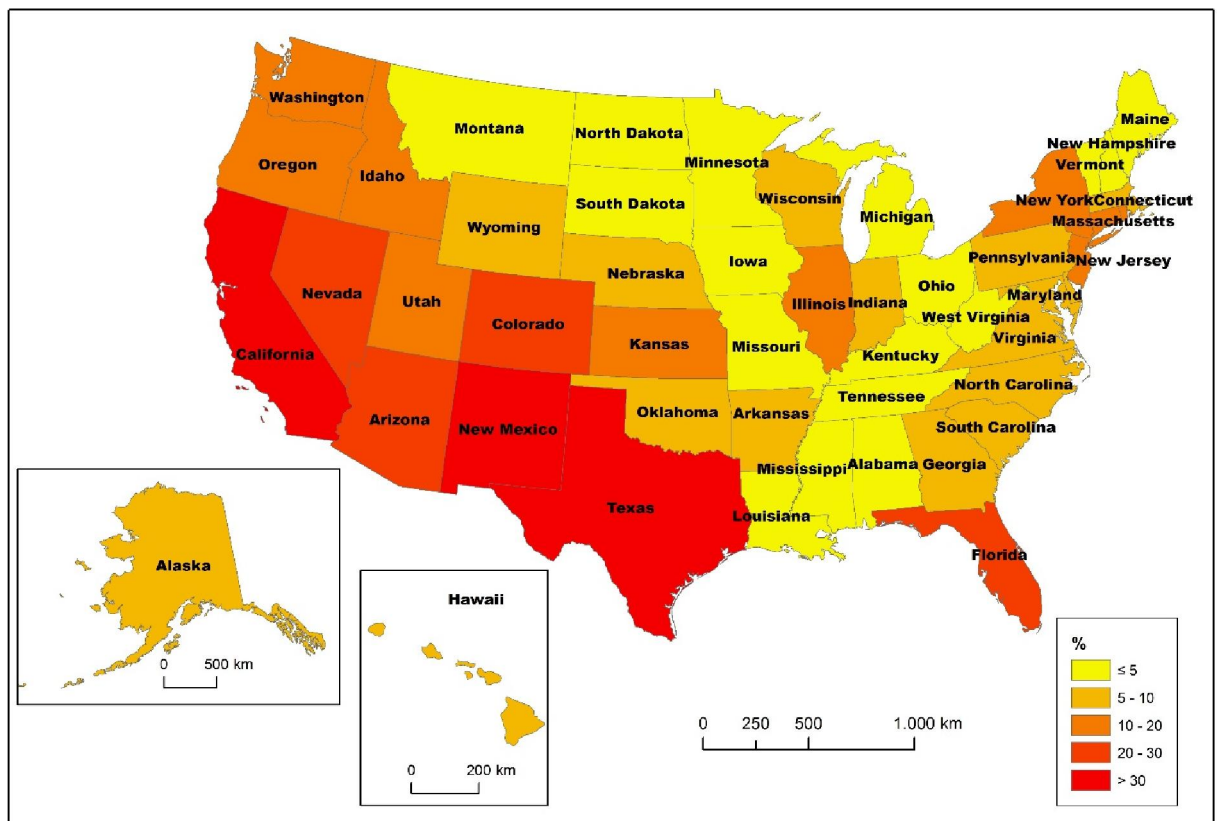 Washington
Montana
North Dakota
Minnesota
Maine
New Hampshire
Vermont
Oregon
Idaho
Wyoming
South Dakota
Wisconsin
Michigan
New York
Connecticut
Massachusetts
Nebraska
Iowa
Pennsylvania
New Jersey
Nevada
Utah
Colorado
Kansas
Illinois
Indiana
Ohio
Maryland
West Virginia
Virginia
California
Missouri
Kentucky
Arizona
New Mexico
Oklahoma
Arkansas
Tennessee
North Carolina
South Carolina
Mississippi
Alabama
Georgia
Texas
Louisiana
Florida
Alaska
0 500 km
Hawaii
0 200 km
0 250 500 1.000 km
%
≤ 5
5 - 10
10 - 20
20 - 30
> 30